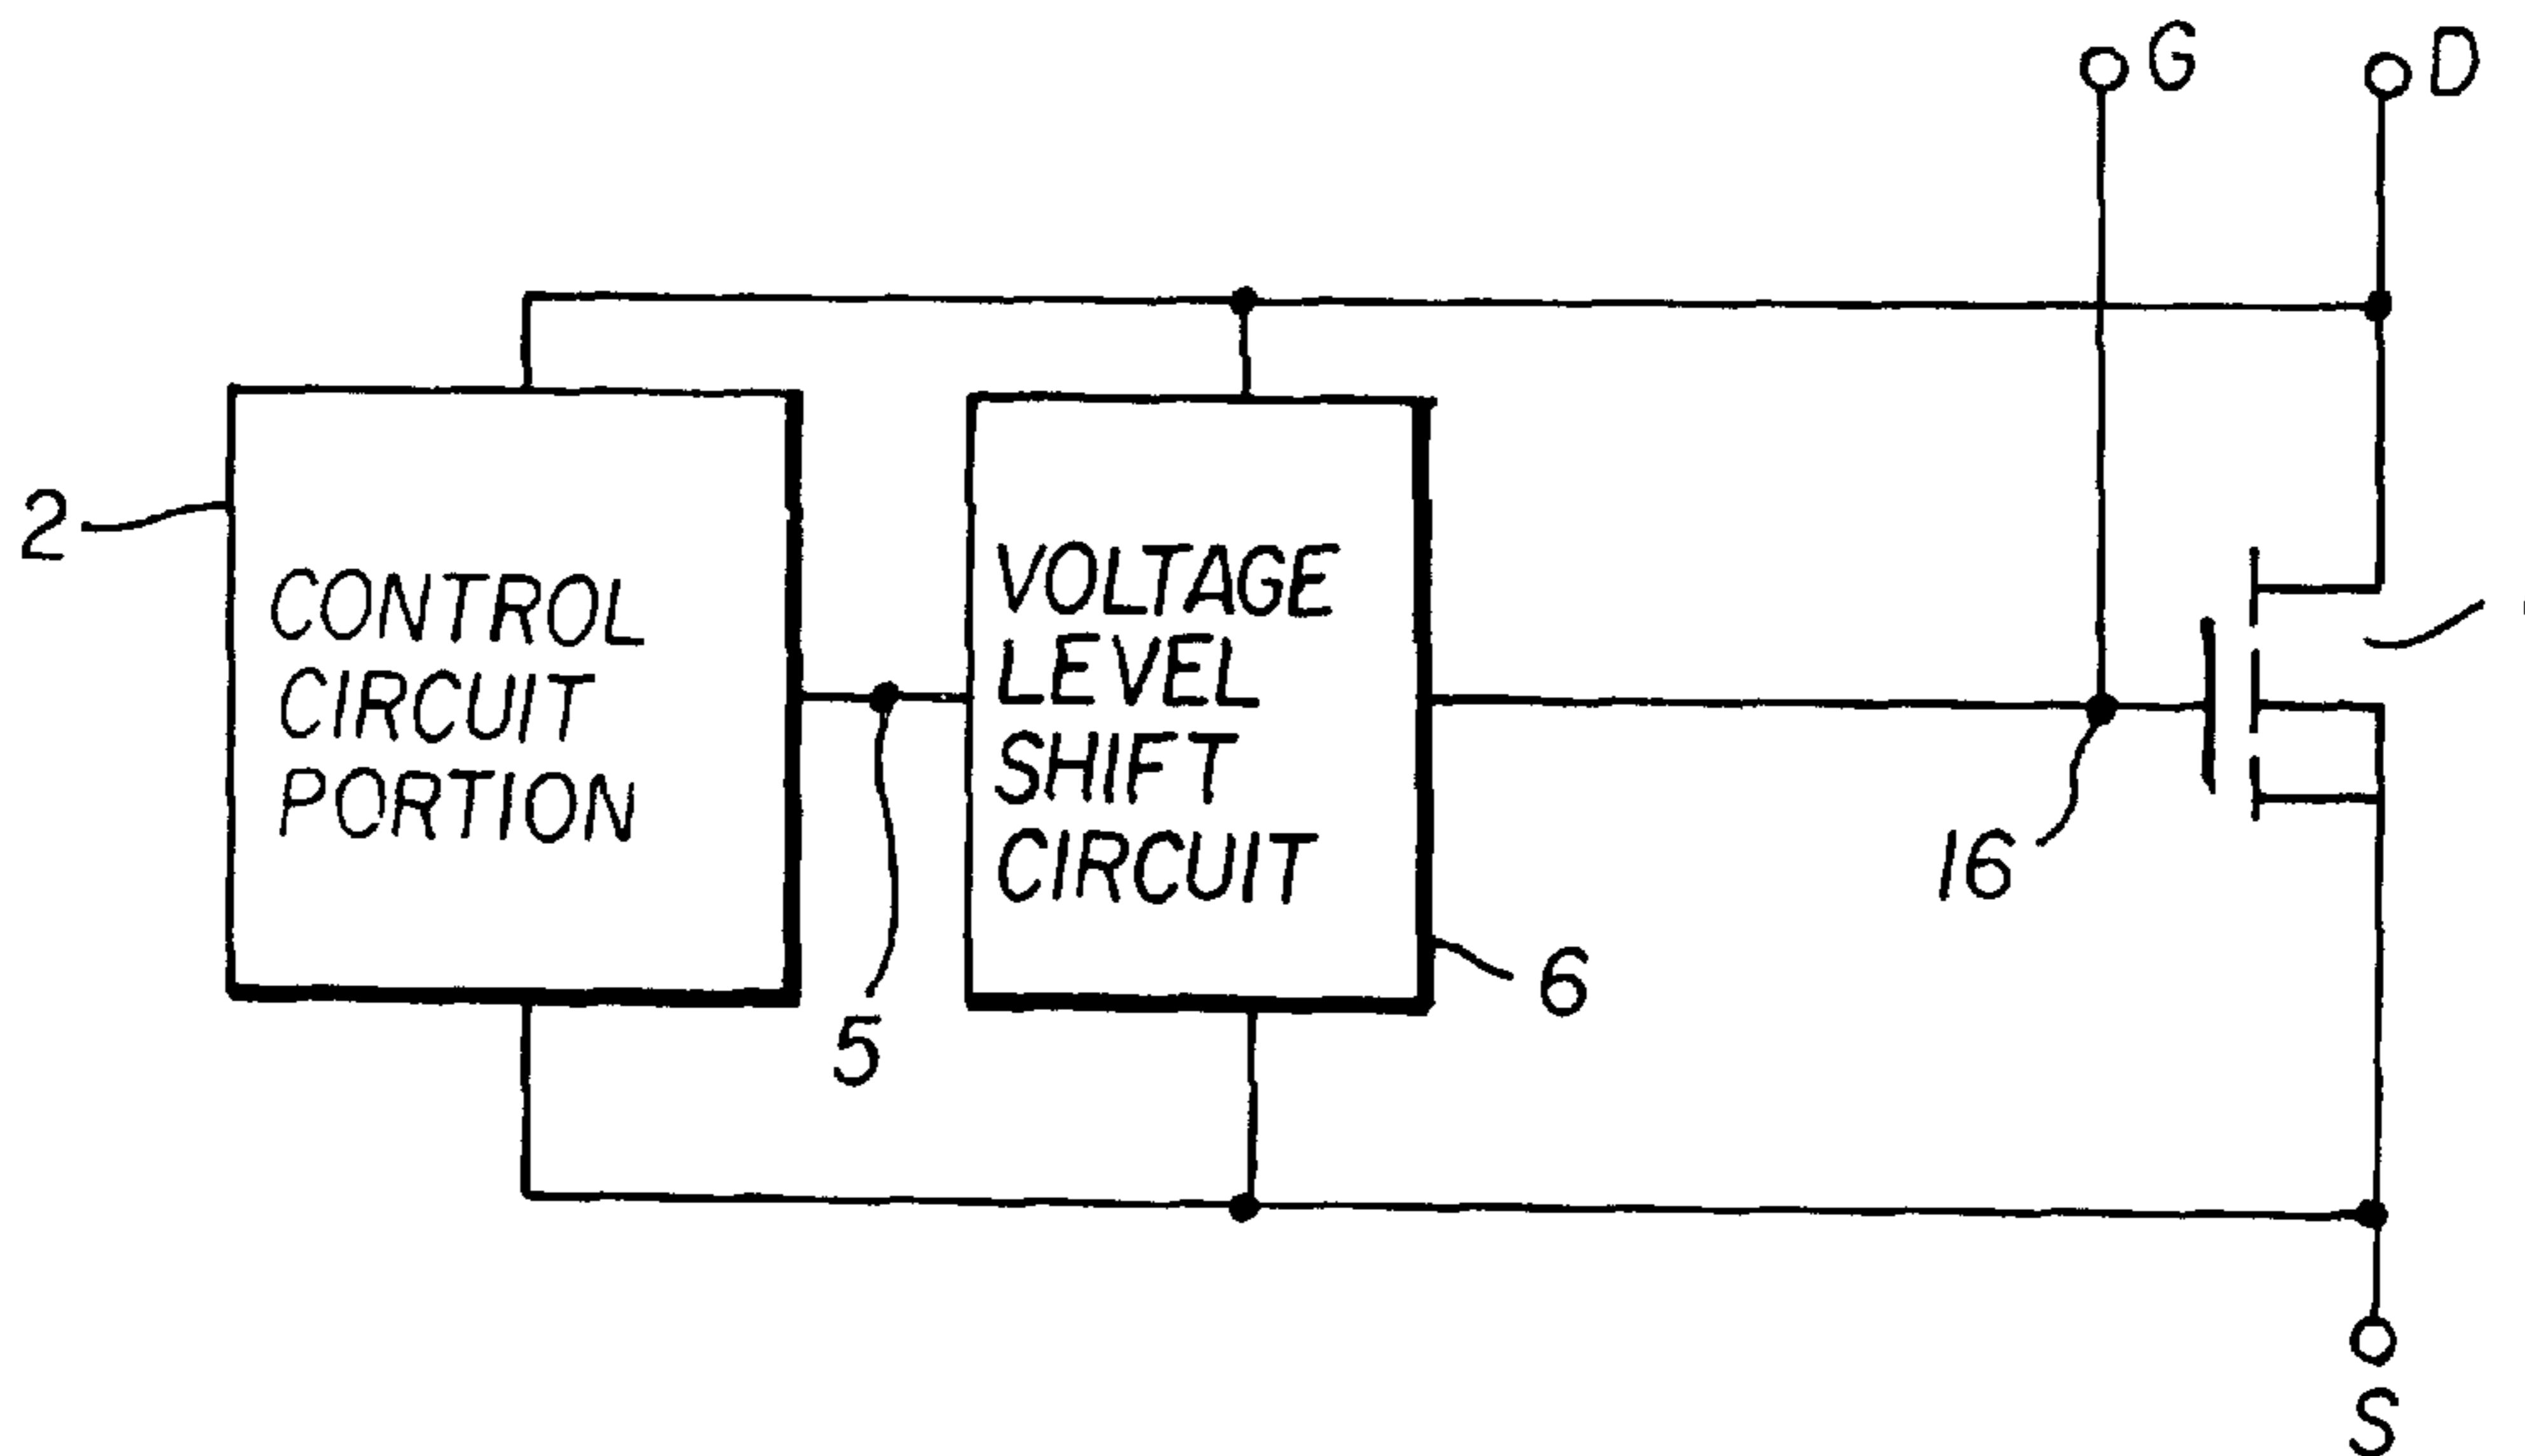 G
D
2
CONTROL
CIRCUIT
PORTION
VOLTAGE
LEVEL
SHIFT
CIRCUIT
16
6
5
S